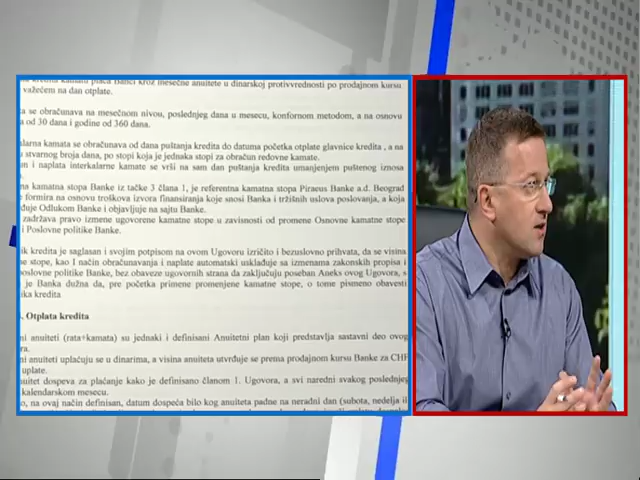 kamatu plaća Banci kroz mesečne anuitete u dinarskoj protivvrednosti po prodajnom kursu
važećem na dan otplate.
a se obračunava na mesečnom nivou, poslednjeg dana u mesecu, konfornom metodom, a na osnovu
od 30 dana i godine od 360 dana.
alarna kamata se obračunava od dana puštanja kredita do datuma početka otplate glavnice kredita , a na
stvarnog broja dana, po stopi koja je jednaka stopi za obračun redovne kamate.
n i naplata interkalarne kamate se vrši na sam dan puštanja kredita umanjenjem puštenog iznosa
na kamatna stopa Banke iz tačke 3 člana 1, je referentna kamatna stopa Piraeus Banke a.d. Beograd
formira na osnovu troškova izvora finansiranja koje snosi Banka i tržišnih uslova poslovanja, a koja
đuje Odlukom Banke i objavljuje na sajtu Banke.
zadržava pravo izmene ugovorene kamatne stope u zavisnosti od promene Osnovne kamatne stope
i Poslovne politike Banke.
ik kredita je saglasan i svojim potpisom na ovom Ugovoru izričito i bezuslovno prihvata, da se visina
e stope, kao I način obračunavanja i naplate automatski usklađuje sa izmenama zakonskih propisa i
oslovne politike Banke, bez obaveze ugovornih strana da zaključuju poseban Aneks ovog Ugovora, s
je Banka dužna da, pre početka primene promenjene kamatne stope, o tome pismeno obavesti
ika kredita
. Otplata kredita
ni anuiteti (rata+kamata) su jednaki i definisani Anuitetni plan koji predstavlja sastavni deo ovog
ra.
ni anuiteti uplaćuju se u dinarima, a visina anuiteta utvrđuje se prema prodajnom kursu Banke za CHF
uplate.
uitet dospeva za plaćanje kako je definisano članom 1. Ugovora, a svi naredni svakog poslednjeg
kalendarskom mesecu.
o, na ovaj način definisan, datum dospeća bilo kog anuiteta padne na neradni dan (subota, nedelja il